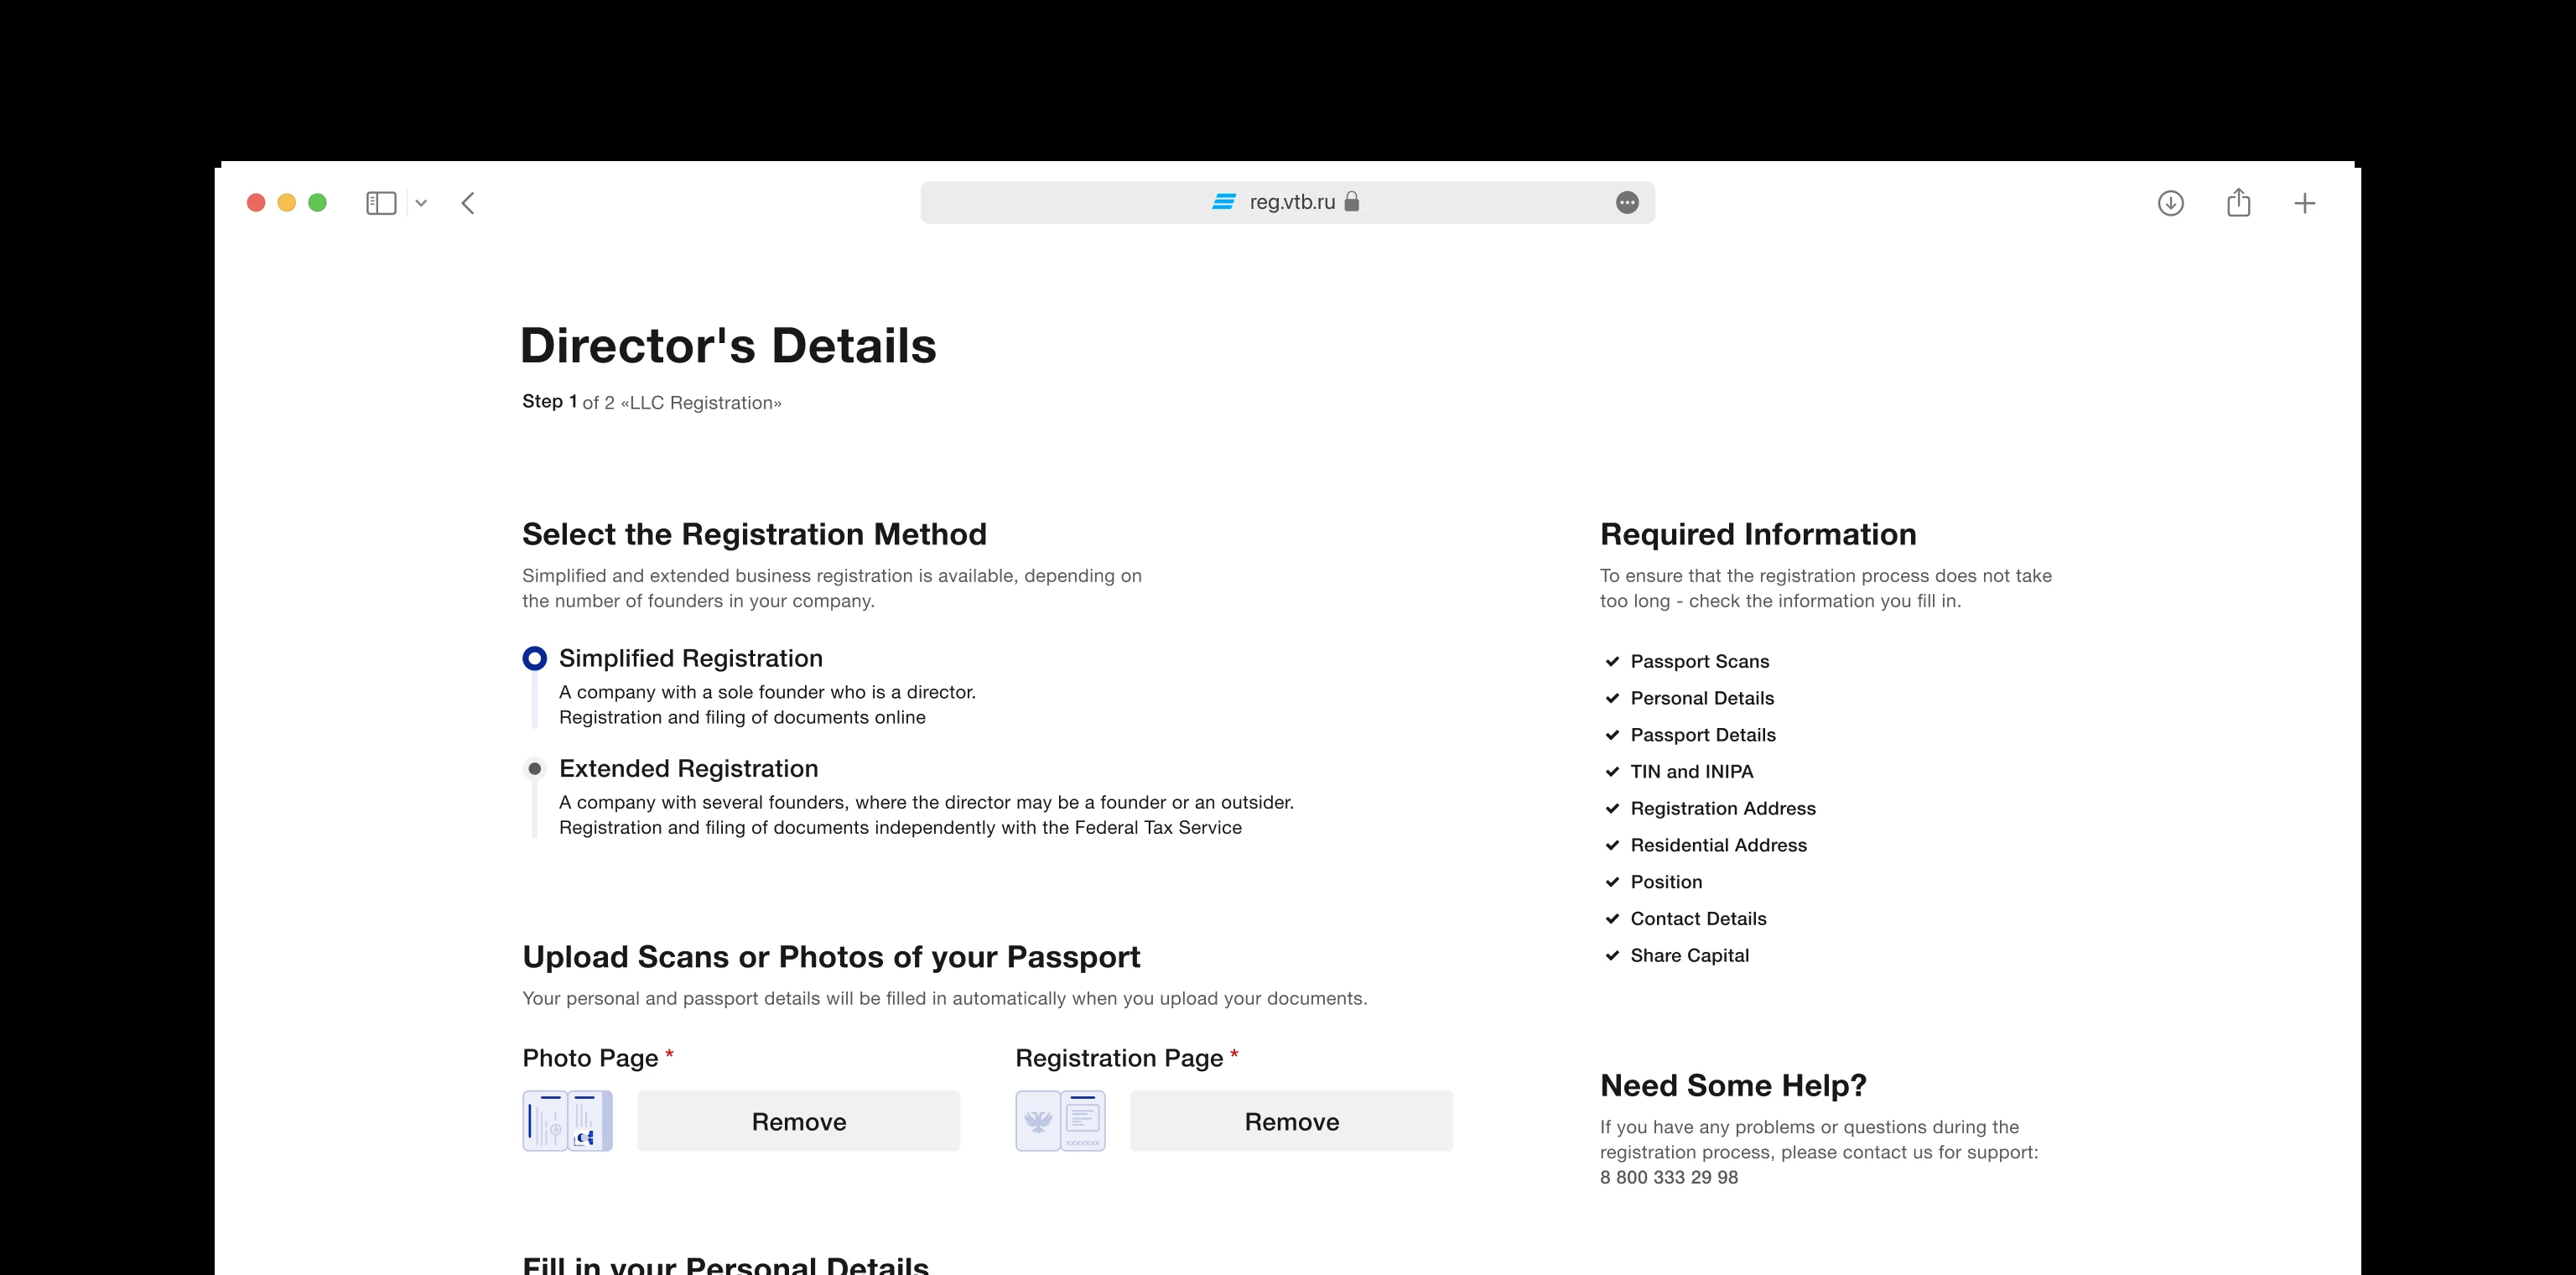 reg.vtb.ru
Director's Details
Step 1 of 2 «LLC Registration»
Select the Registration Method
Simplified and extended business registration is available, depending on
the number of founders in your company.
Simplified Registration
A company with a sole founder who is a director.
Registration and filing of documents online
Extended Registration
A company with several founders, where the director may be a founder or an outsider.
Registration and filing of documents independently with the Federal Tax Service
Upload Scans or Photos of your Passport
Your personal and passport details will be filled in automatically when you upload your documents.
Photo Page *
Remove
Registration Page *
XXXXXXX
Remove
Fill in your Personal Details
Required Information
To ensure that the registration process does not take
too long - check the information you fill in.
Passport Scans
Personal Details
Passport Details
TIN and INIPA
Registration Address
Residential Address
Position
Contact Details
Share Capital
Need Some Help?
If you have any problems or questions during the
registration process, please contact us for support:
8 800 333 29 98